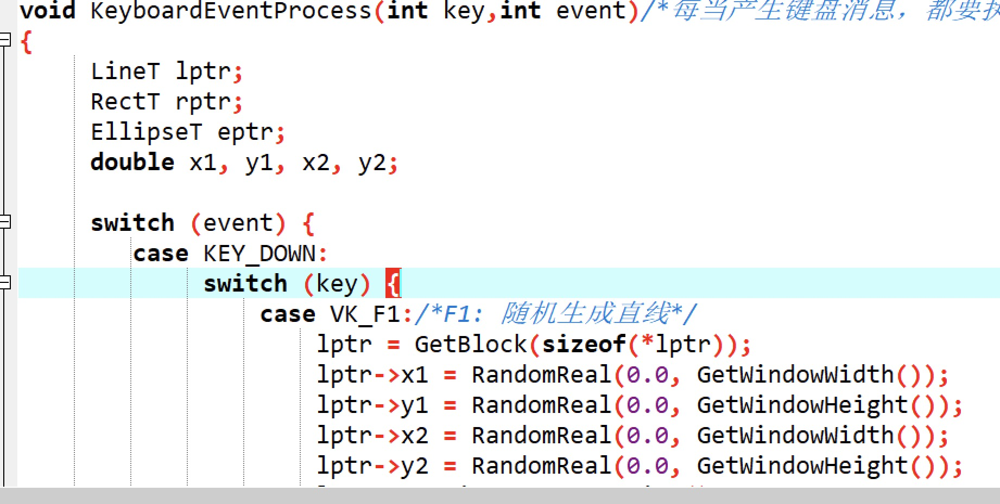 void KeyboardEventProcess(int key,int event)/*每当产生键盘消息，都要执
{
LineT lptr;
RectT rptr;
EllipseT eptr;
double x1, y1, x2, y2;
switch (event) {
case KEY_DOWN:
switch (key) {
case VK_F1:/*F1: 随机生成直线*/
lptr = GetBlock(sizeof(*lptr));
lptr->x1 = RandomReal(0.0, GetWindowWidth());
lptr->y1 = RandomReal(0.0, GetWindowHeight());
lptr->x2 = RandomReal(0.0, GetWindowWidth());
lptr->y2 = RandomReal(0.0, GetWindowHeight());